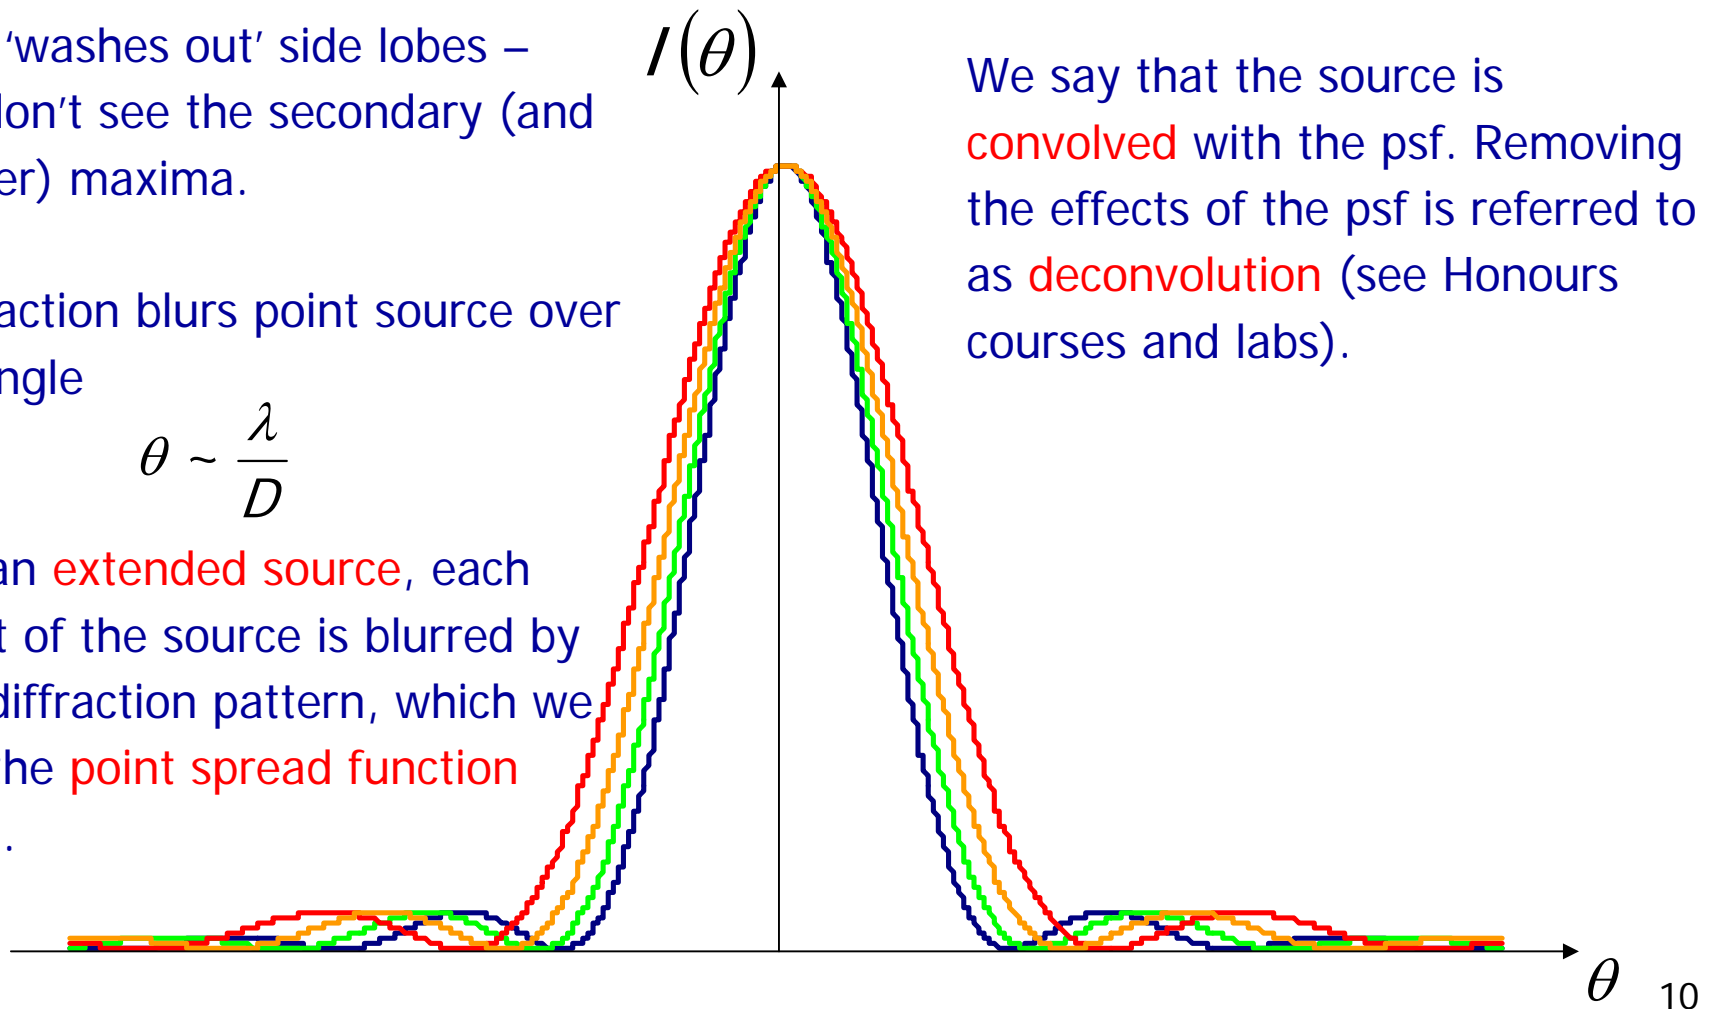 ‘washes out’ side lobes –
don’t see the secondary (and
er) maxima.
action blurs point source over
ngle
θ ~ λ/D
an extended source, each
t of the source is blurred by
diffraction pattern, which we
the point spread function
.
I(θ)
We say that the source is
convolved with the psf. Removing
the effects of the psf is referred to
as deconvolution (see Honours
courses and labs).
θ
10